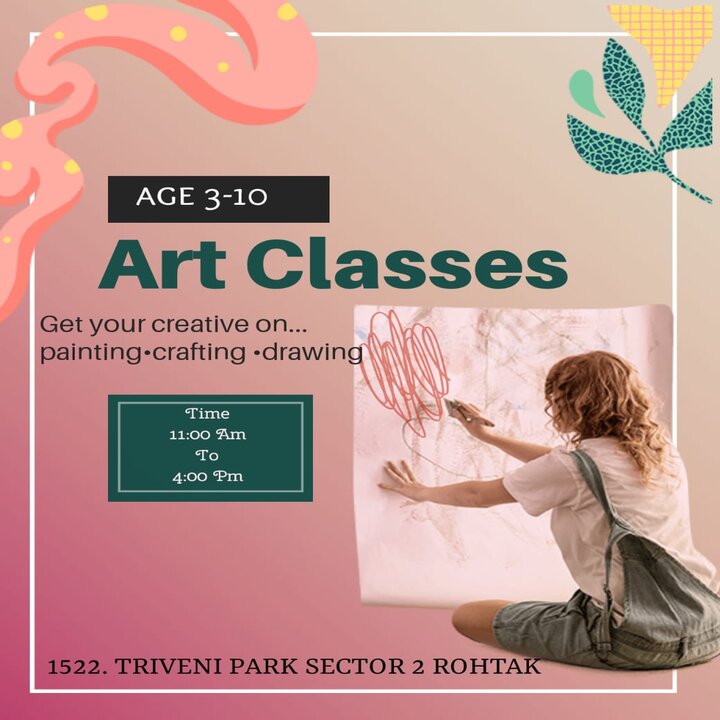 AGE 3-10
Art Classes
Get your creative on...
painting•crafting •drawing
Time
11:00 Am
To
4:00 Pm
1522. TRIVENI PARK SECTOR 2 ROHTAK